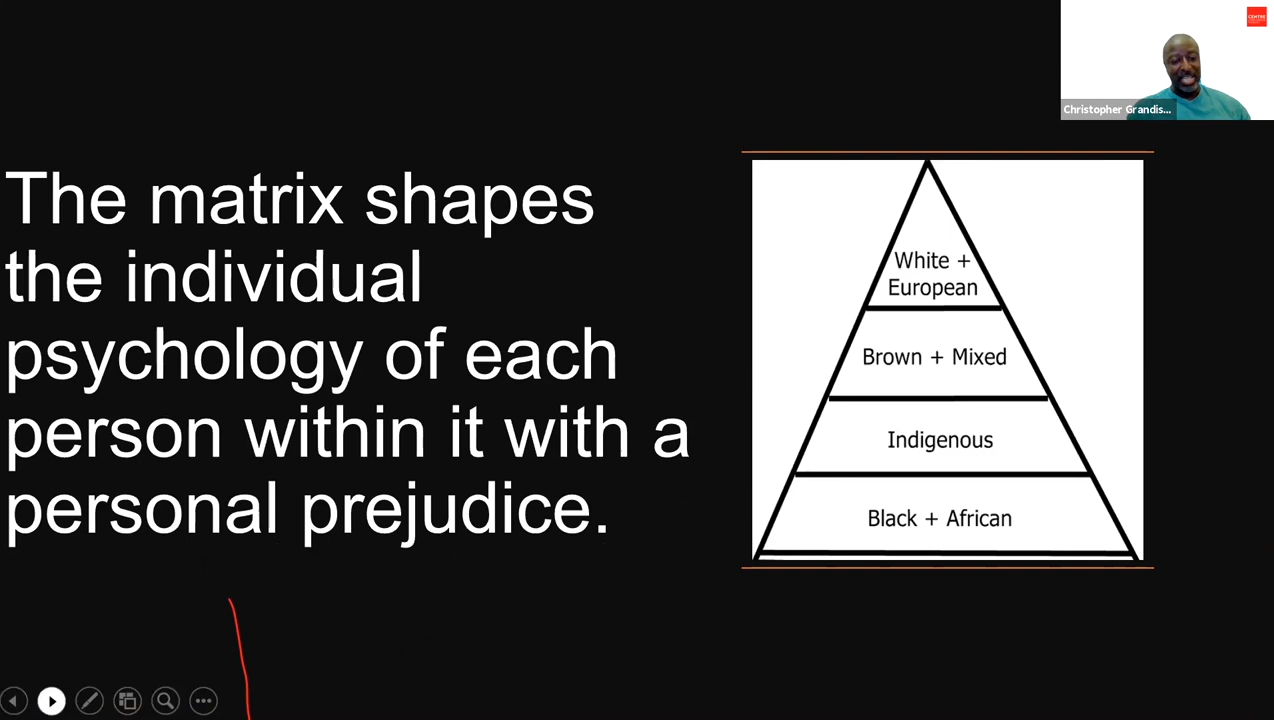 CENTRE
Christopher Grandis...
The matrix shapes
the individual
psychology of each
person within it with a
personal prejudice.
White +
European
Brown + Mixed
Indigenous
Black + African